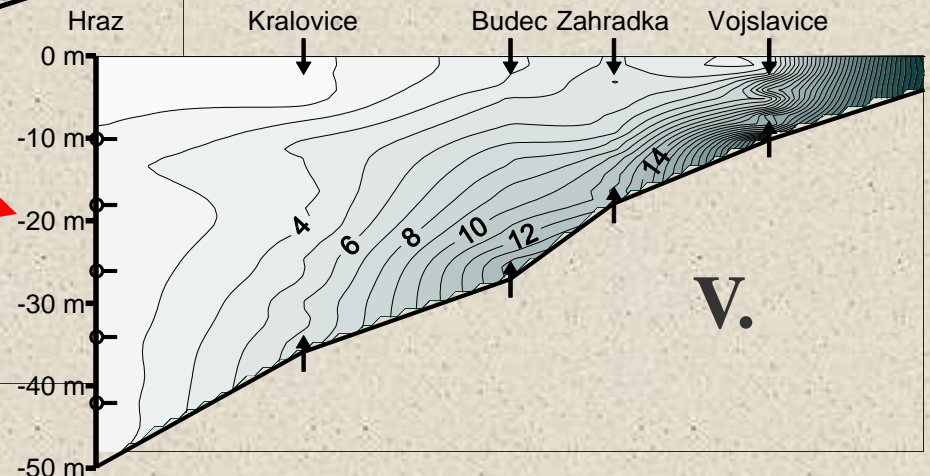 Hraz Kralovice Budec Zahradka Vojslavice
0 m
-10 m
-20 m
-30 m
-40 m
-50 m
4 6 8 10 12 14
V.